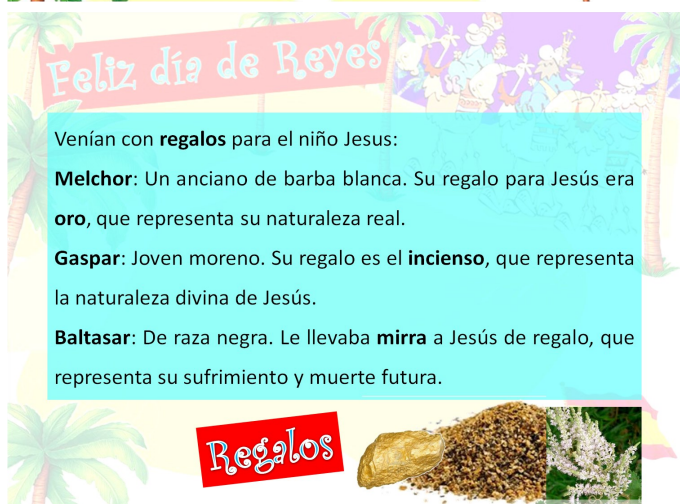 Feliz día de Reyes
Venían con regalos para el niño Jesus:
Melchor: Un anciano de barba blanca. Su regalo para Jesús era
oro, que representa su naturaleza real.
Gaspar: Joven moreno. Su regalo es el incienso, que representa
la naturaleza divina de Jesús.
Baltasar: De raza negra. Le llevaba mirra a Jesús de regalo, que
representa su sufrimiento y muerte futura.
Regalos